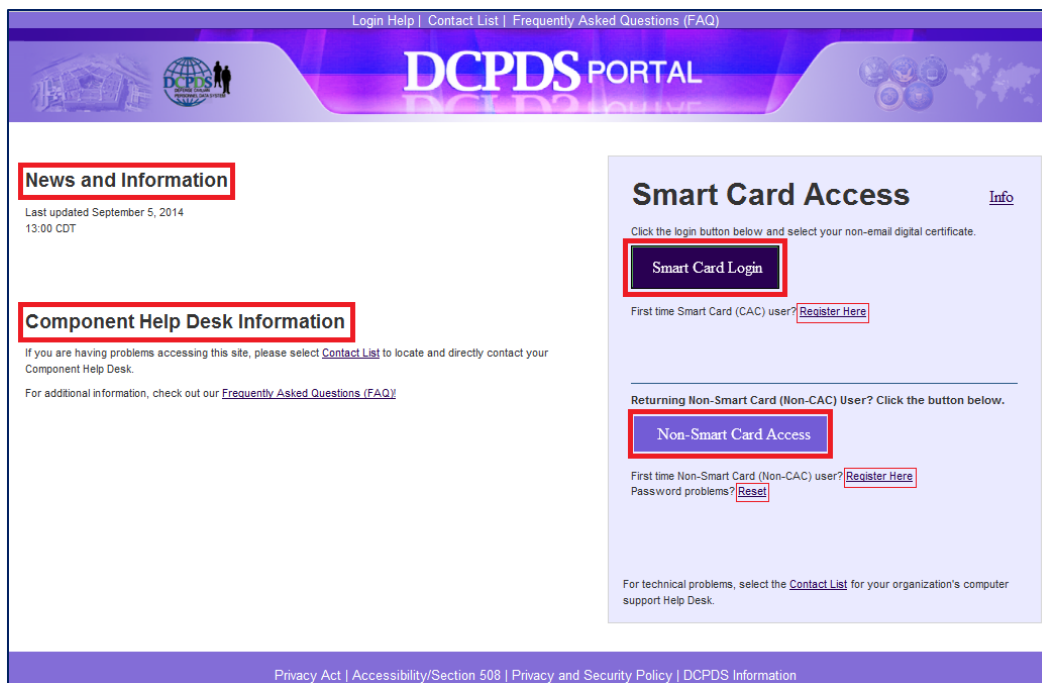 Login Help | Contact List | Frequently Asked Questions (FAQ)
DCPDS
DCPDS PORTAL
News and Information
Last updated September 5, 2014
13:00 CDT
Component Help Desk Information
If you are having problems accessing this site, please select Contact List to locate and directly contact your
Component Help Desk.
For additional information, check out our Frequently Asked Questions (FAQ)!
Smart Card Access
Info
Click the login button below and select your non-email digital certificate.
Smart Card Login
First time Smart Card (CAC) user? Register Here
Returning Non-Smart Card (Non-CAC) User? Click the button below.
Non-Smart Card Access
First time Non-Smart Card (Non-CAC) user? Register Here
Password problems? Reset
For technical problems, select the Contact List for your organization's computer
support Help Desk.
Privacy Act | Accessibility/Section 508 | Privacy and Security Policy | DCPDS Information